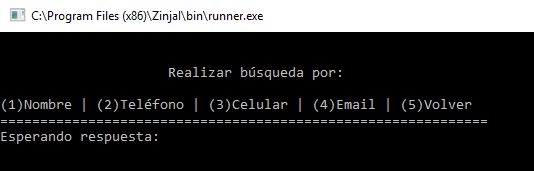 C:\Program Files (x86)\Zinjal\bin\runner.exe
Realizar búsqueda por:
(1)Nombre | (2)Teléfono | (3)Celular | (4)Email | (5)Volver
=============================================================
Esperando respuesta: